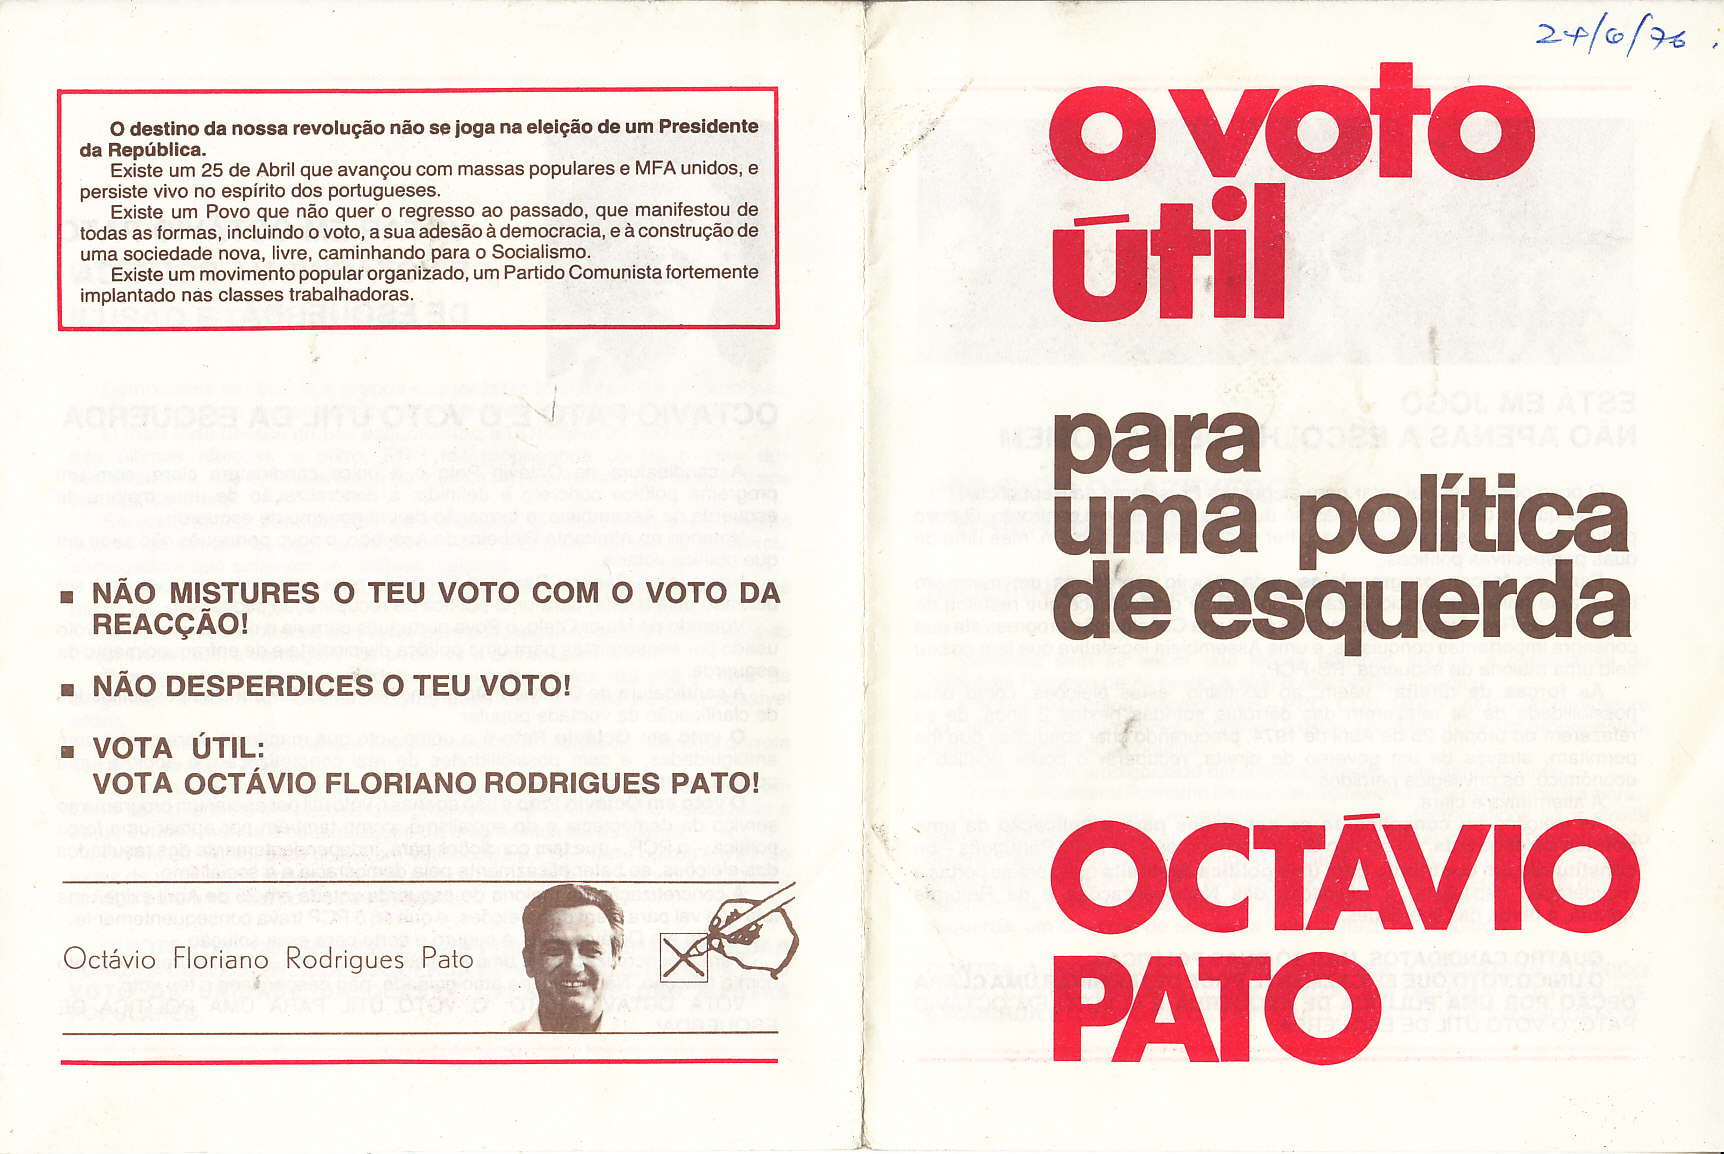 O destino da nossa revolução não se joga na eleição de um Presidente
da República.
Existe um 25 de Abril que avançou com massas populares e MFA unidos, e
persiste vivo no espírito dos portugueses.
Existe um Povo que não quer o regresso ao passado, que manifestou de
todas as formas, incluindo o voto, a sua adesão à democracia, e à construção de
uma sociedade nova, livre, caminhando para o Socialismo.
Existe um movimento popular organizado, um Partido Comunista fortemente
implantado nas classes trabalhadoras.
■ NÃO MISTURES O TEU VOTO COM O VOTO DA
REACÇÃO!
■ NÃO DESPERDICES O TEU VOTO!
■ VOTA ÚTIL:
VOTA OCTÁVIO FLORIANO RODRIGUES PATO!
Octávio Floriano Rodrigues Pato
24/6/76
o voto
útil
para
uma política
de esquerda
OCTÁVIO
PATO